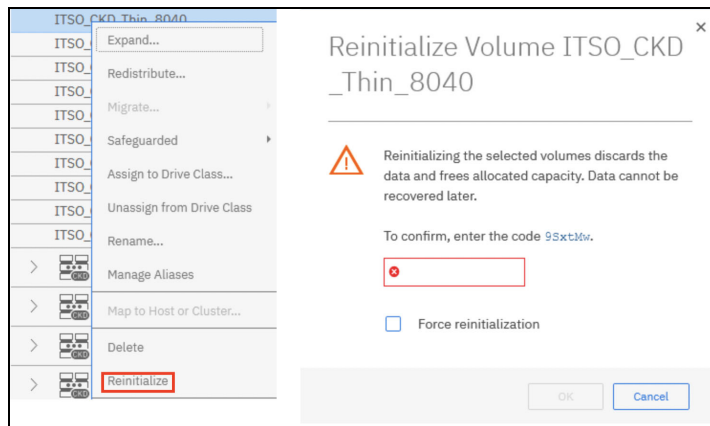 ITSO_CKD_Thin_8040
ITSO_
ITSO_
ITSO_
ITSO_
ITSO_
ITSO_
ITSO_
ITSO_
ITSO_
Expand...
Redistribute...
Migrate...
Safeguarded
Assign to Drive Class...
Unassign from Drive Class
Rename...
Manage Aliases
Map to Host or Cluster...
Delete
Reinitialize
CKD
CKD
CKD
CKD
Reinitialize Volume ITSO_CKD
_Thin_8040
Reinitializing the selected volumes discards the
data and frees allocated capacity. Data cannot be
recovered later.
To confirm, enter the code 9SxtMw.
Force reinitialization
OK
Cancel